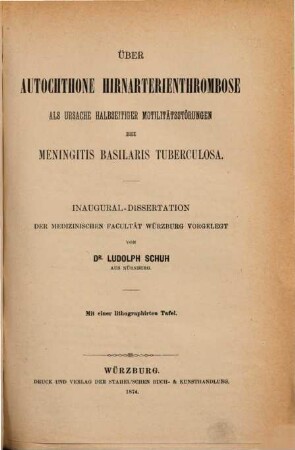 ÜBER
AUTOCHTHONE HIRNARTERIENTHROMBOSE
ALS URSACHE HALBSEITIGER MOTILITÄTSSTÖRUNGEN
BEI
MENINGITIS BASILARIS TUBERCULOSA.
INAUGURAL-DISSERTATION
DER MEDIZINISCHEN FACULTÄT WÜRZBURG VORGELEGT
VON
DR. LUDOLPH SCHUH
AUS NÜRNBERG.
Mit einer lithographirten Tafel.
WÜRZBURG.
DRUCK UND VERLAG DER STAHEL'SCHEN BUCH- & KUNSTHANDLUNG.
1874.